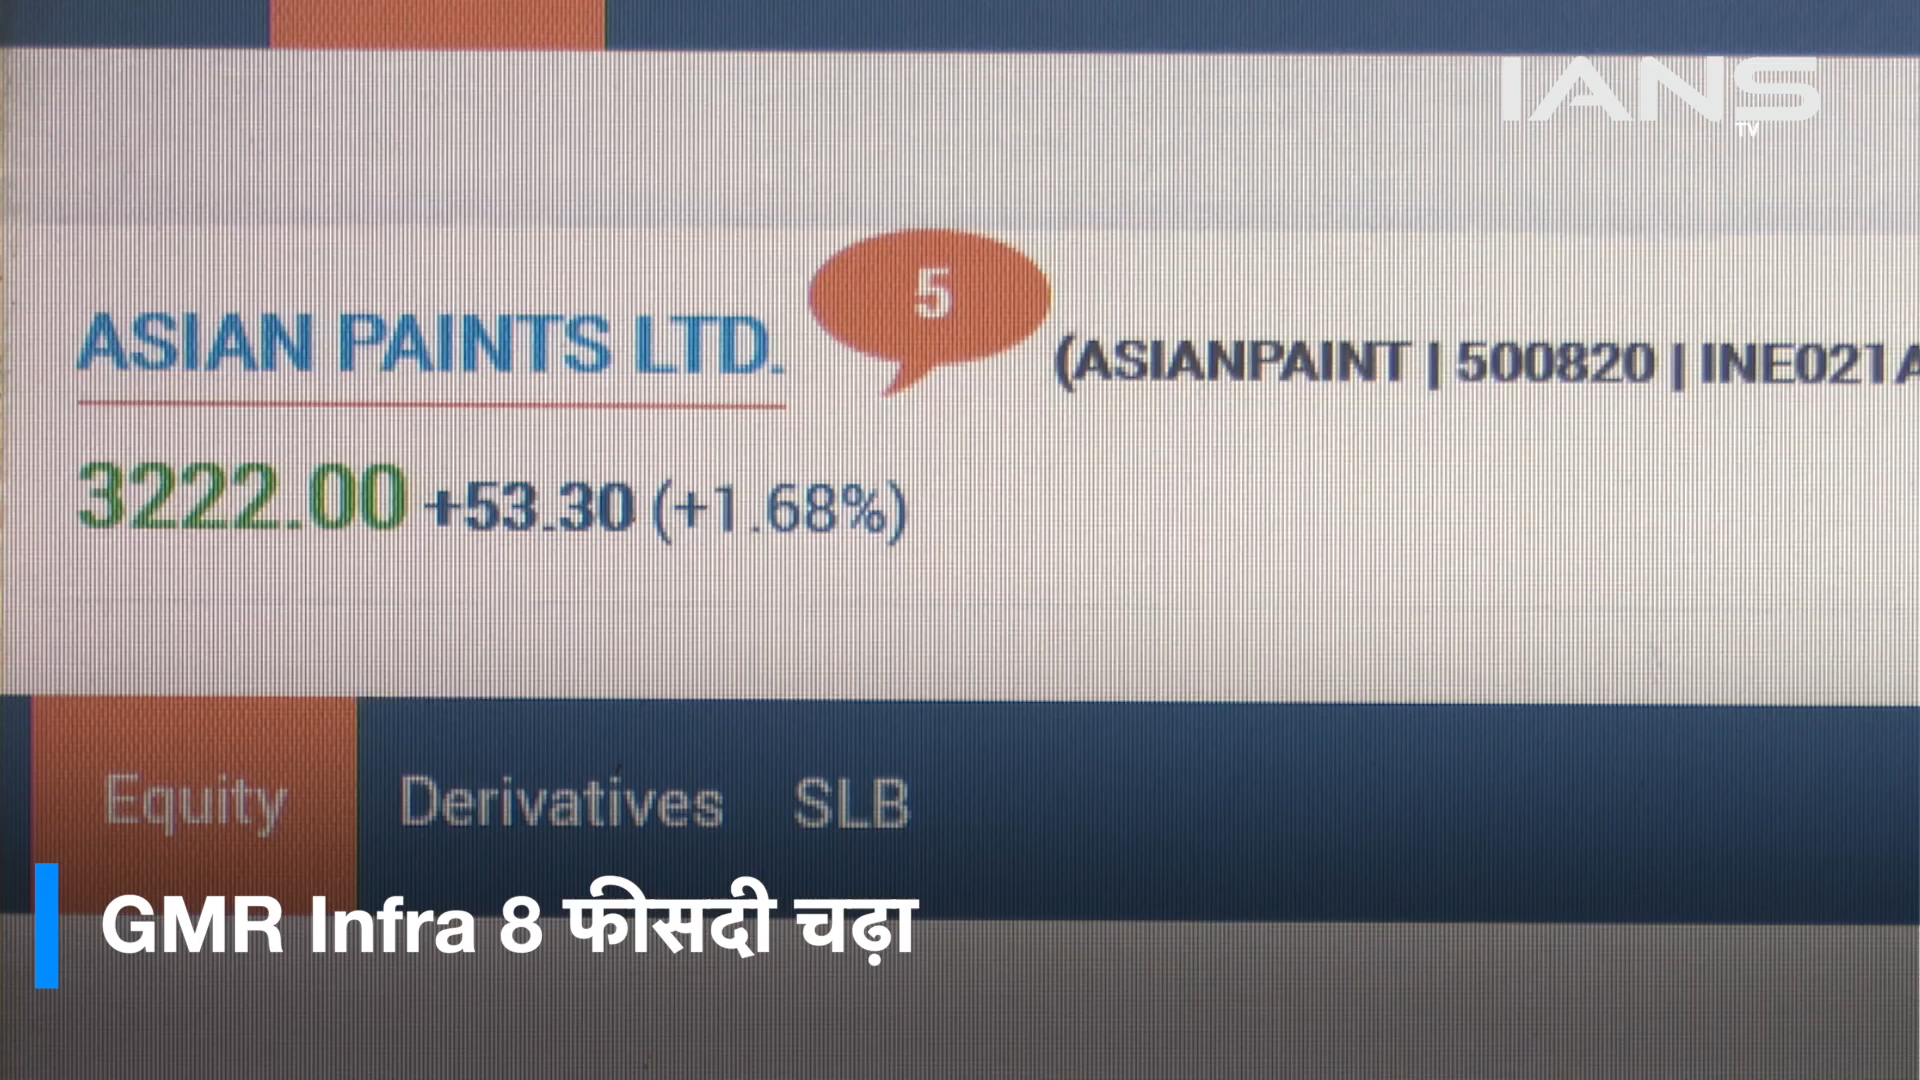 IANS
TV
5
ASIAN PAINTS LTD. (ASIANPAINT | 500820 | INE021A
3222.00 +53.30 (+1.68%)
Equity Derivatives SLB
GMR Infra 8 फीसदी चढ़ा